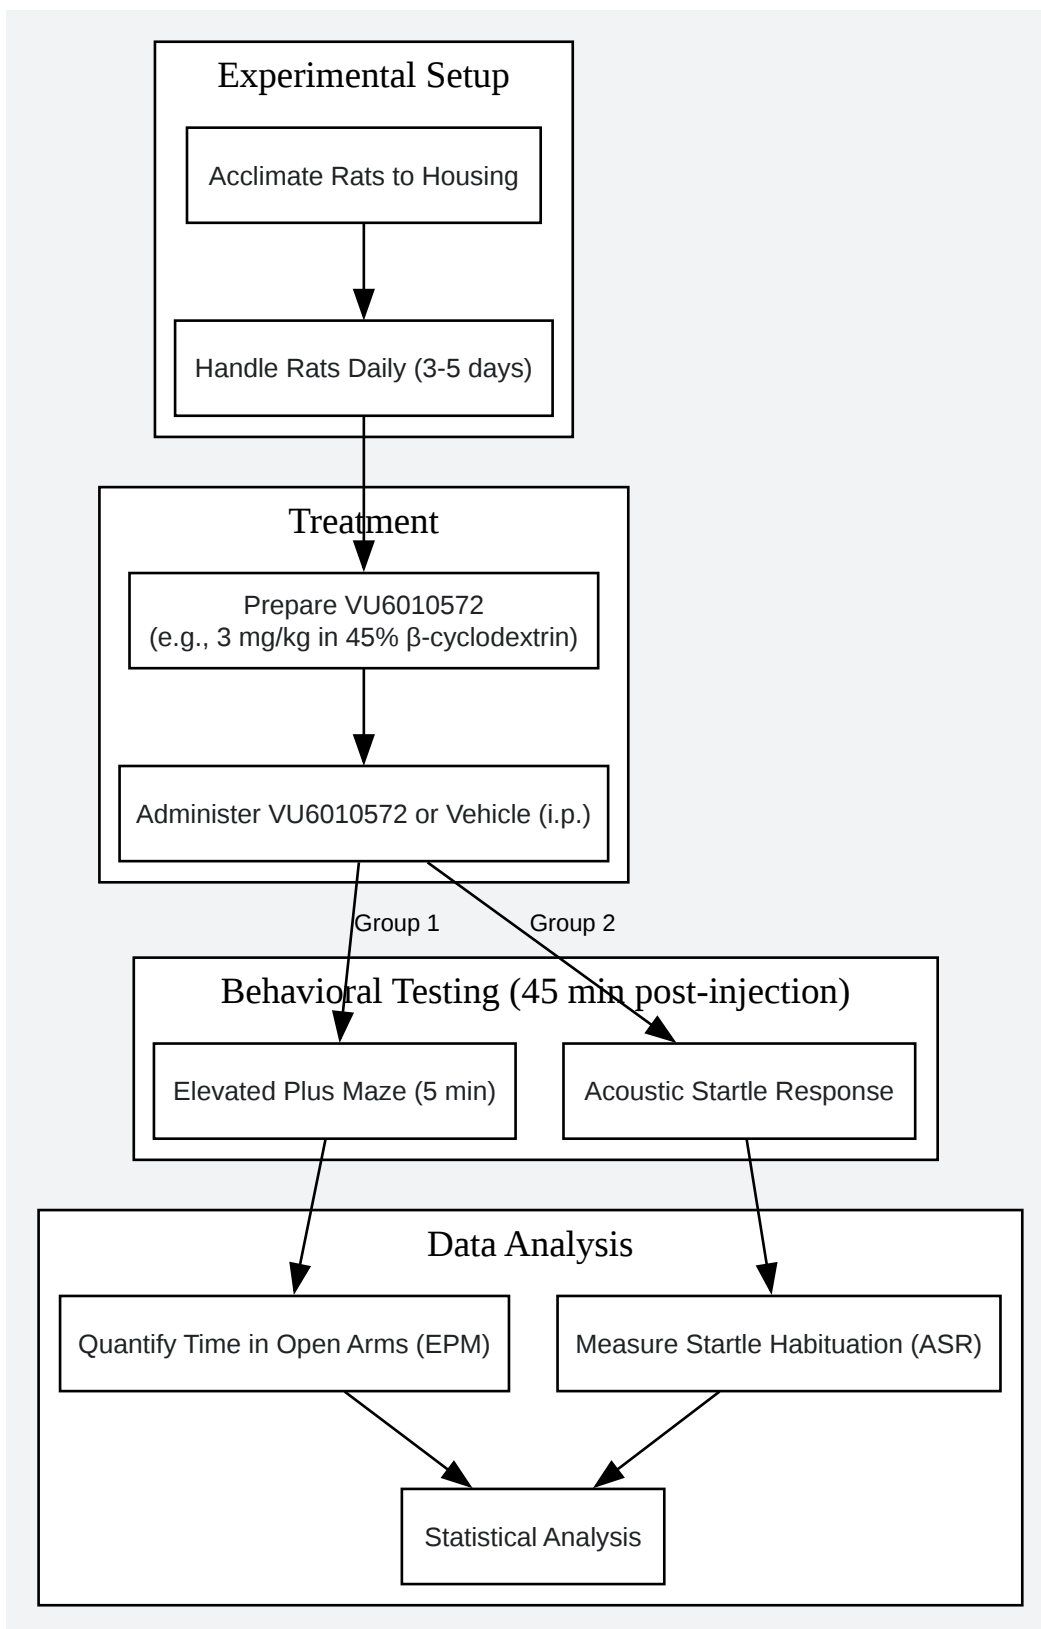 Experimental Setup
Acclimate Rats to Housing
Handle Rats Daily (3-5 days)
Treatment
Prepare VU6010572
(e.g., 3 mg/kg in 45% β-cyclodextrin)
Administer VU6010572 or Vehicle (i.p.)
Group 1
Group 2
Behavioral Testing (45 min post-injection)
Elevated Plus Maze (5 min)
Acoustic Startle Response
Data Analysis
Quantify Time in Open Arms (EPM)
Measure Startle Habituation (ASR)
Statistical Analysis